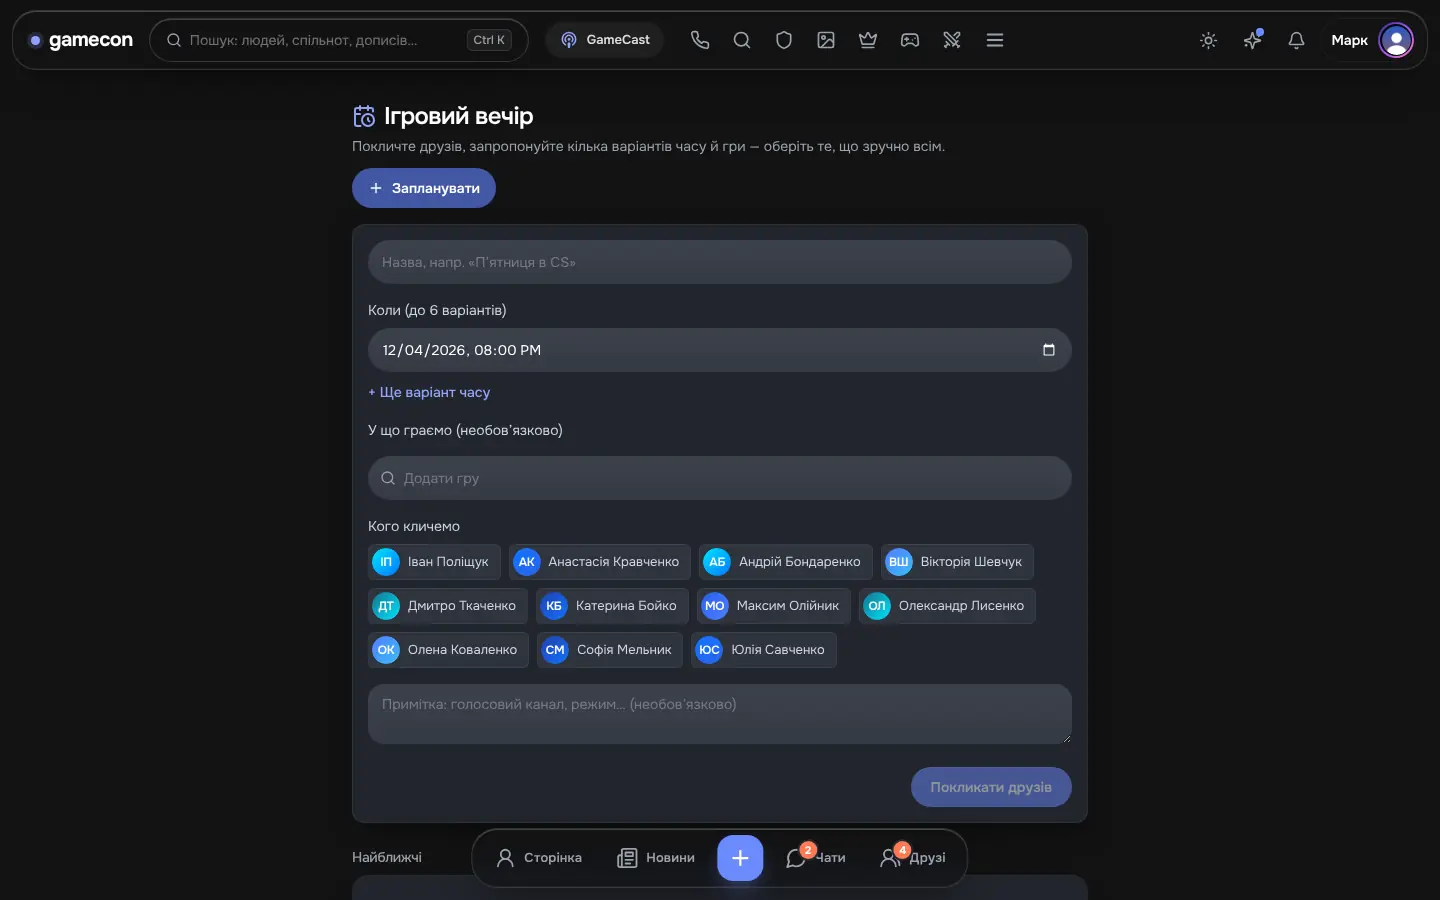 gamecon
Пошук: людей, спільнот, дописів...
Ctrl K
GameCast
Марк
Ігровий вечір
Покличте друзів, запропонуйте кілька варіантів часу й гри — оберіть те, що зручно всім.
+ Запланувати
Назва, напр. «П'ятниця в CS»
Коли (до 6 варіантів)
12/04/2026, 08:00 PM
+ Ще варіант часу
У що граємо (необов'язково)
Додати гру
Кого кличемо
ІП Іван Поліщук
АК Анастасія Кравченко
АБ Андрій Бондаренко
ВШ Вікторія Шевчук
ДТ Дмитро Ткаченко
КБ Катерина Бойко
МО Максим Олійник
ОЛ Олександр Лисенко
ОК Олена Коваленко
СМ Софія Мельник
ЮС Юлія Савченко
Примітка: голосовий канал, режим... (необов'язково)
Покликати друзів
Найближчі
Сторінка
Новини
2
Чати
4
Друзі